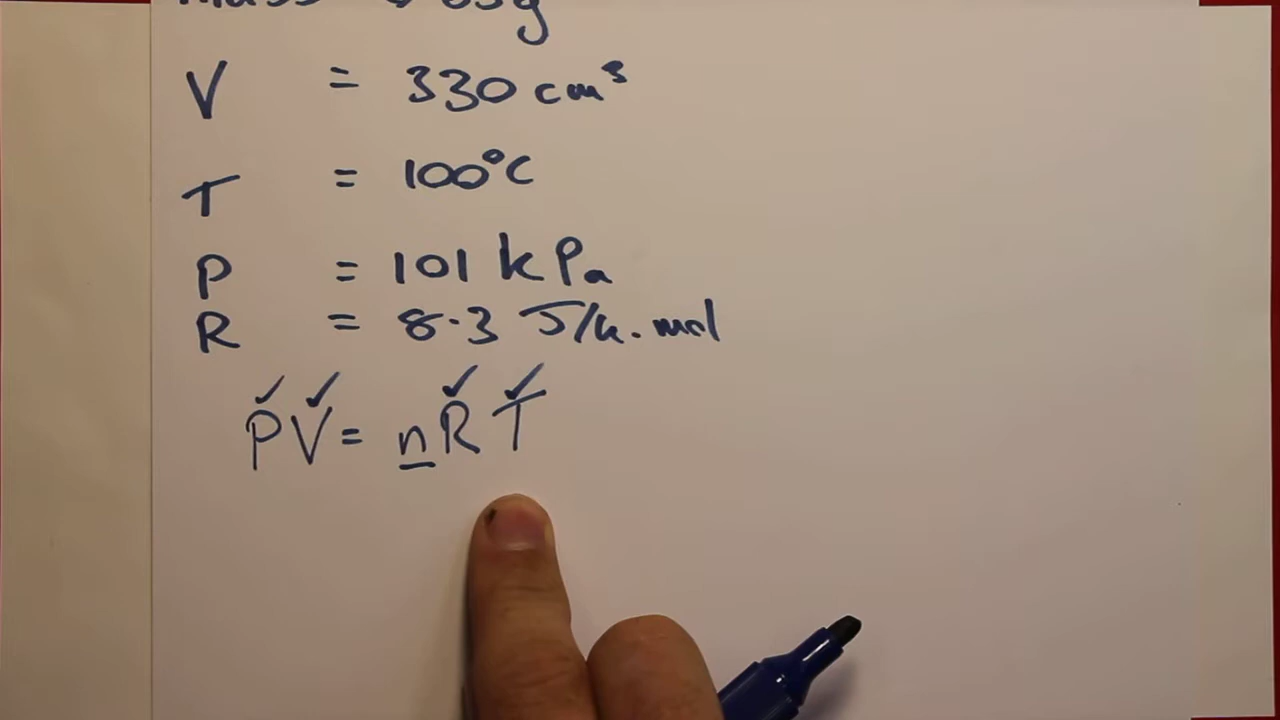 V = 330 cm³
T = 100°C
P = 101 kPa
R = 8.3 J/k.mol
PV = nRT